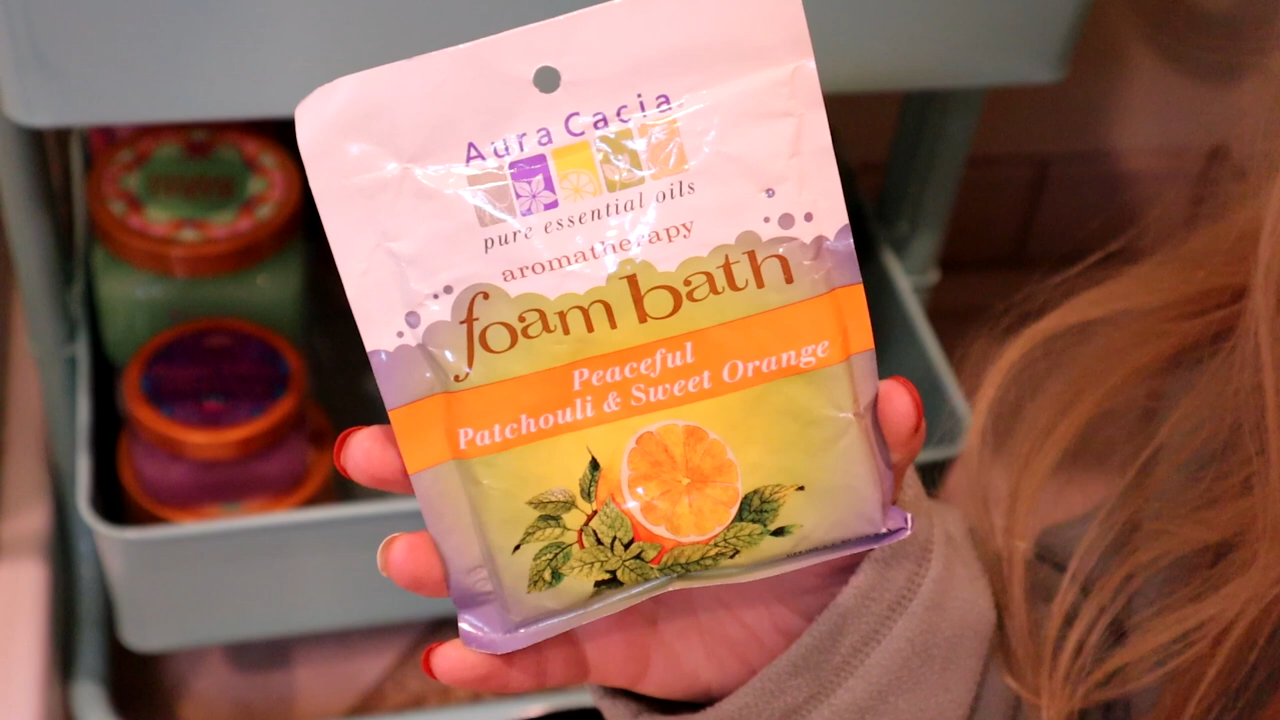 Aura Cacia
pure essential oils
aromatherapy
foam bath
Peaceful
Patchouli & Sweet Orange